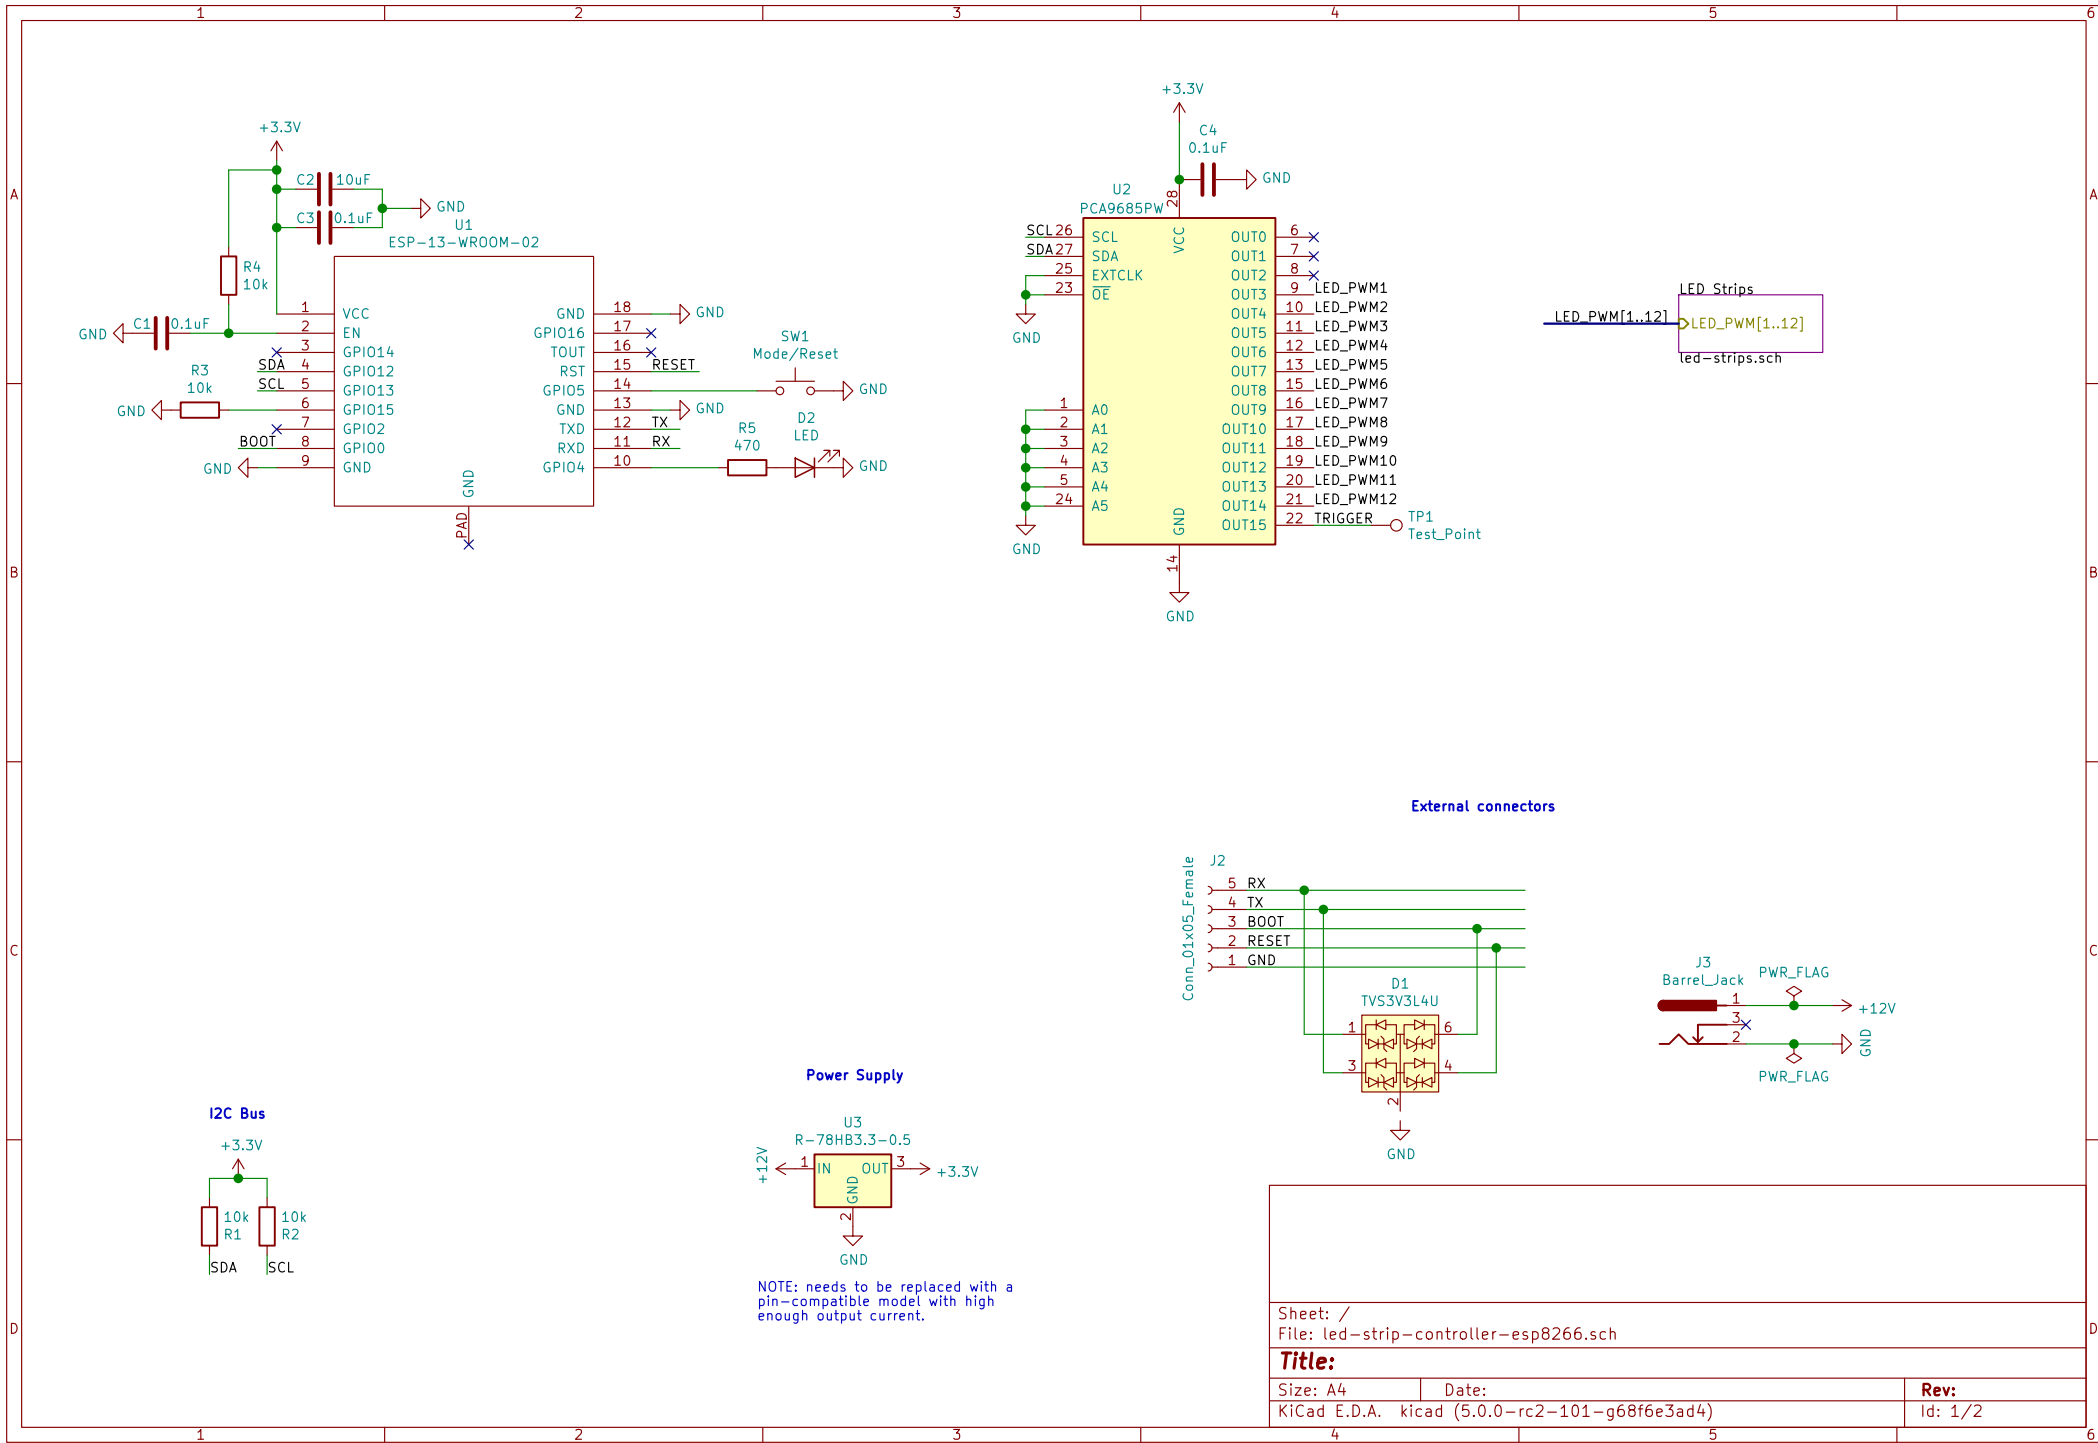 1 2 3 4 5 6
A
B
C
D
A
B
C
D
1 2 3 4 5 6
+3.3V
C2 10uF
C3 0.1uF
GND
U1
ESP-13-WROOM-02
R4
10k
GND
C1 0.1uF
R3
10k
GND
SDA
SCL
BOOT
GND
1 VCC
2 EN
3 GPIO14
4 GPIO12
5 GPIO13
6 GPIO15
7 GPIO2
8 GPIO0
9 GND
GND
PAD
GND 18
GPIO16 17
TOUT 16
RST 15
GPIO5 14
GND 13
TXD 12
RXD 11
GPIO4 10
GND
RESET
GND
TX
RX
SW1
Mode/Reset
GND
R5
470
D2
LED
GND
+3.3V
C4
0.1uF
GND
U2
PCA9685PW
28
VCC
SCL 26 SCL
SDA 27 SDA
25 EXTCLK
23 OE
GND
1 A0
2 A1
3 A2
4 A3
5 A4
24 A5
GND
GND
14
GND
OUT0 6
OUT1 7
OUT2 8
OUT3 9 LED_PWM1
OUT4 10 LED_PWM2
OUT5 11 LED_PWM3
OUT6 12 LED_PWM4
OUT7 13 LED_PWM5
OUT8 15 LED_PWM6
OUT9 16 LED_PWM7
OUT10 17 LED_PWM8
OUT11 18 LED_PWM9
OUT12 19 LED_PWM10
OUT13 20 LED_PWM11
OUT14 21 LED_PWM12
OUT15 22 TRIGGER
TP1
Test_Point
LED Strips
LED_PWM[1..12]
LED_PWM[1..12]
led-strips.sch
External connectors
J2
Conn_01x05_Female
5 RX
4 TX
3 BOOT
2 RESET
1 GND
D1
TVS3V3L4U
1
6
3
4
2
GND
J3
Barrel_Jack
1
3
2
PWR_FLAG
+12V
GND
PWR_FLAG
I2C Bus
+3.3V
10k
R1
10k
R2
SDA
SCL
Power Supply
U3
R-78HB3.3-0.5
+12V
1 IN
OUT 3
+3.3V
GND
2
GND
NOTE: needs to be replaced with a
pin-compatible model with high
enough output current.
Sheet: /
File: led-strip-controller-esp8266.sch
Title:
Size: A4
Date:
Rev:
KiCad E.D.A. kicad (5.0.0-rc2-101-g68f6e3ad4)
Id: 1/2